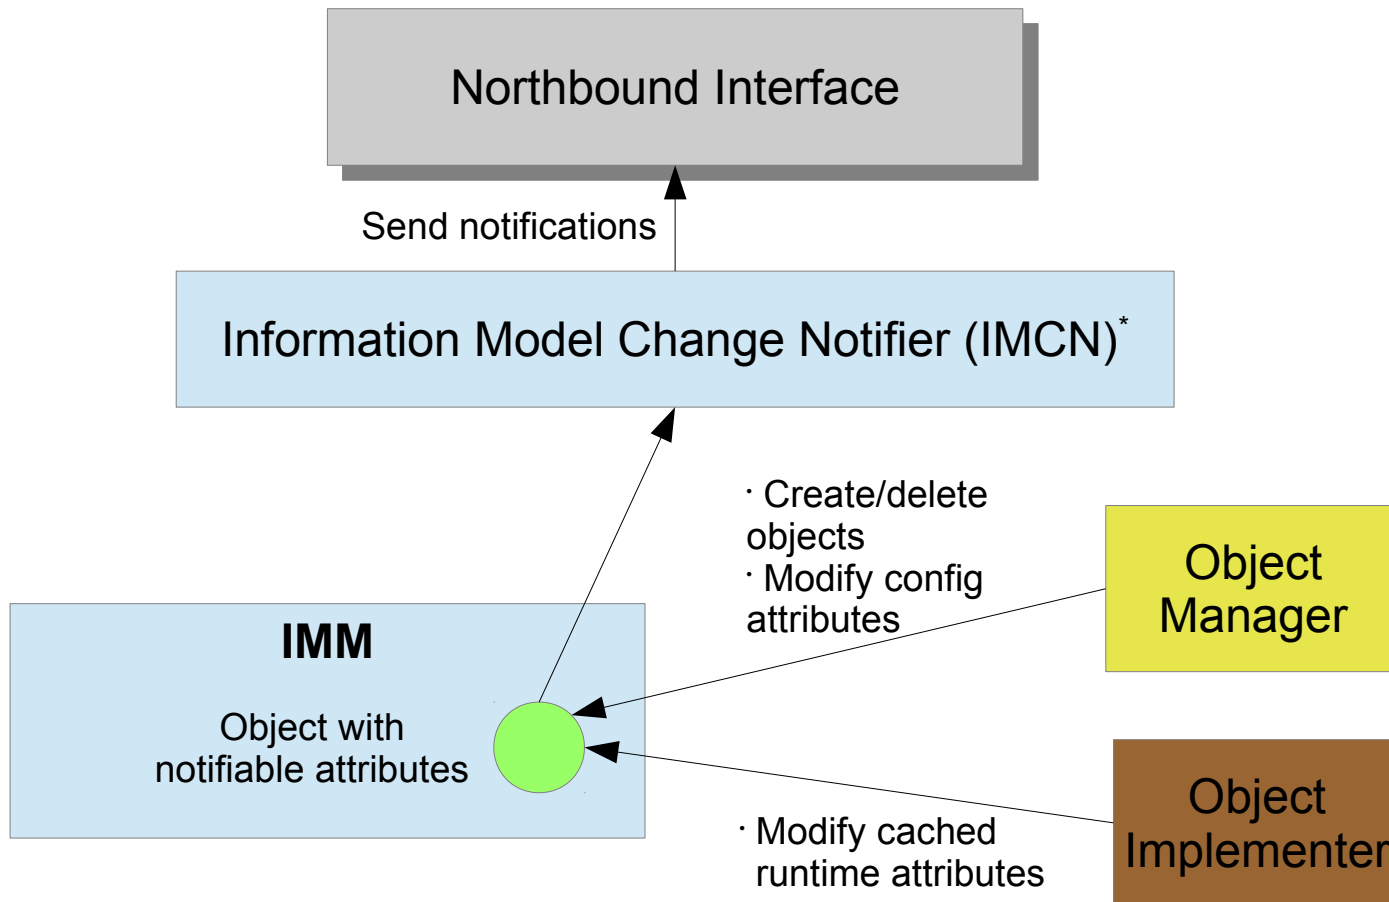 Northbound Interface
Send notifications
Information Model Change Notifier (IMCN)*
· Create/delete
objects
· Modify config
attributes
Object
Manager
IMM
Object with
notifiable attributes
Object
Implementer
· Modify cached
runtime attributes